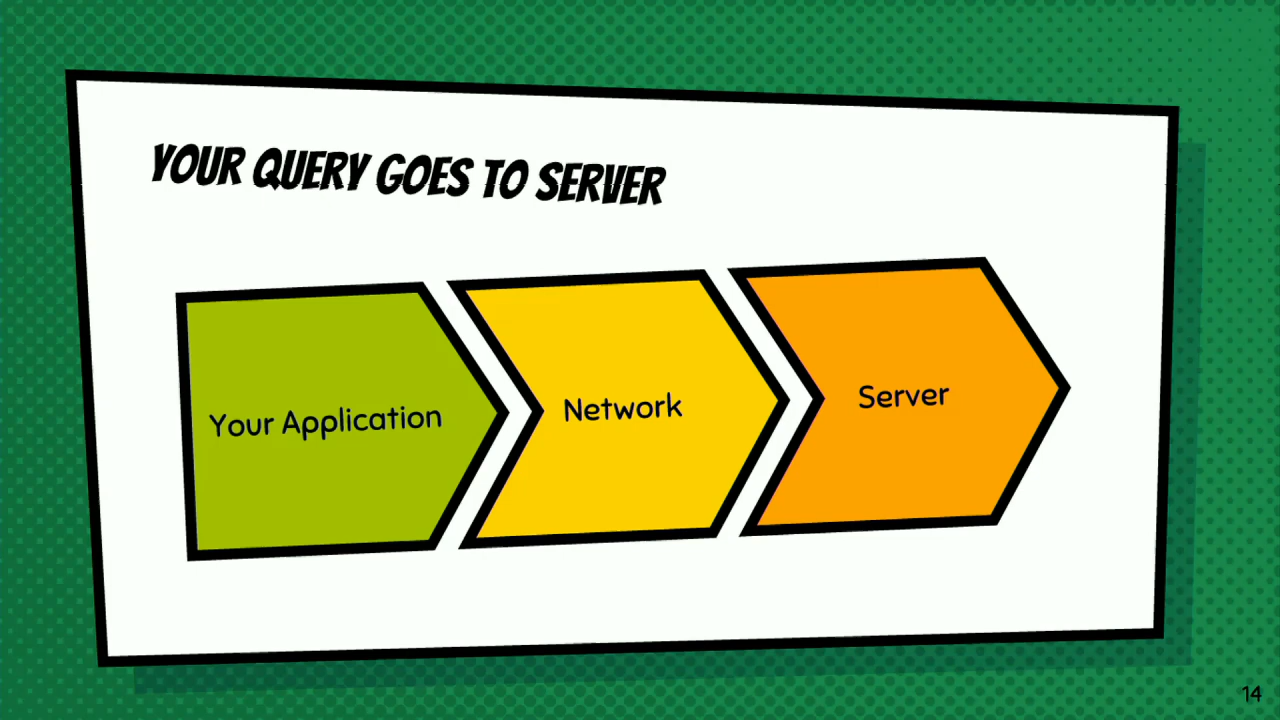 YOUR QUERY GOES TO SERVER
Your Application
Network
Server
14